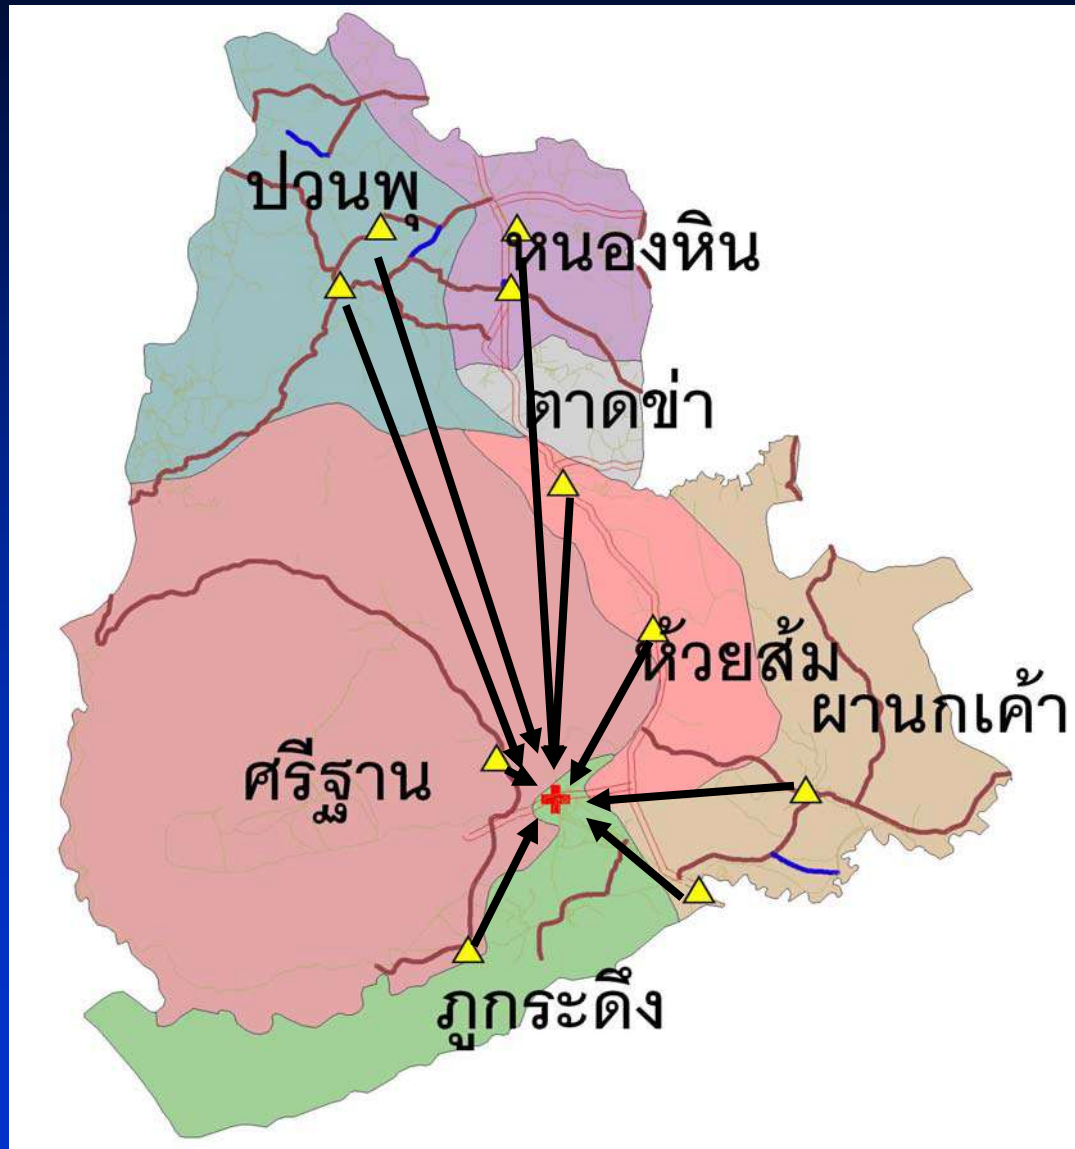 ปวนพุ
หนองหิน
ตาดข่า
ห้วยส้ม
ผานกเค้า
ศรีฐาน
ภูกระดึง